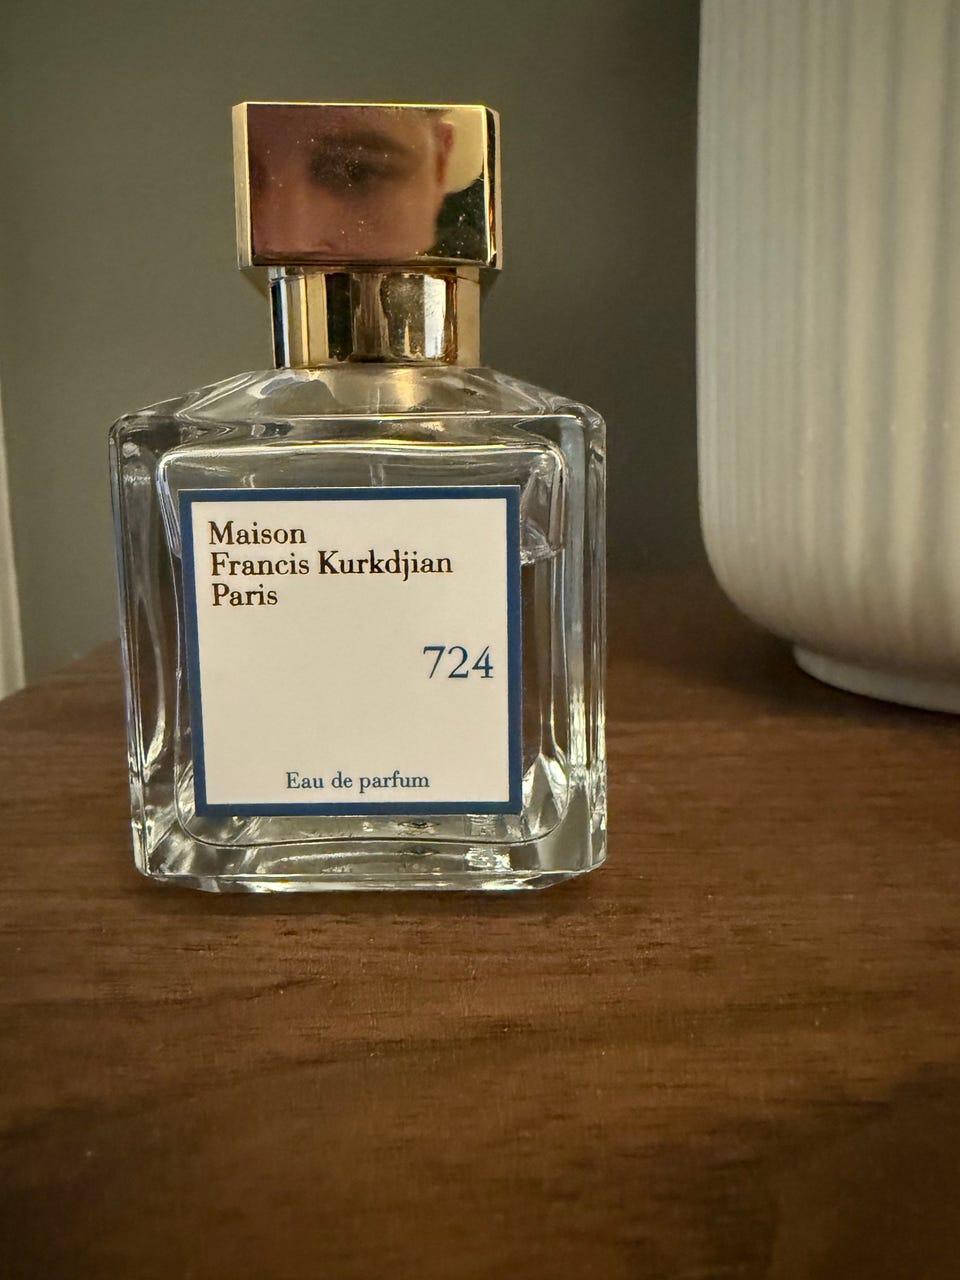 Maison
Francis Kurkdjian
Paris
724
Eau de parfum